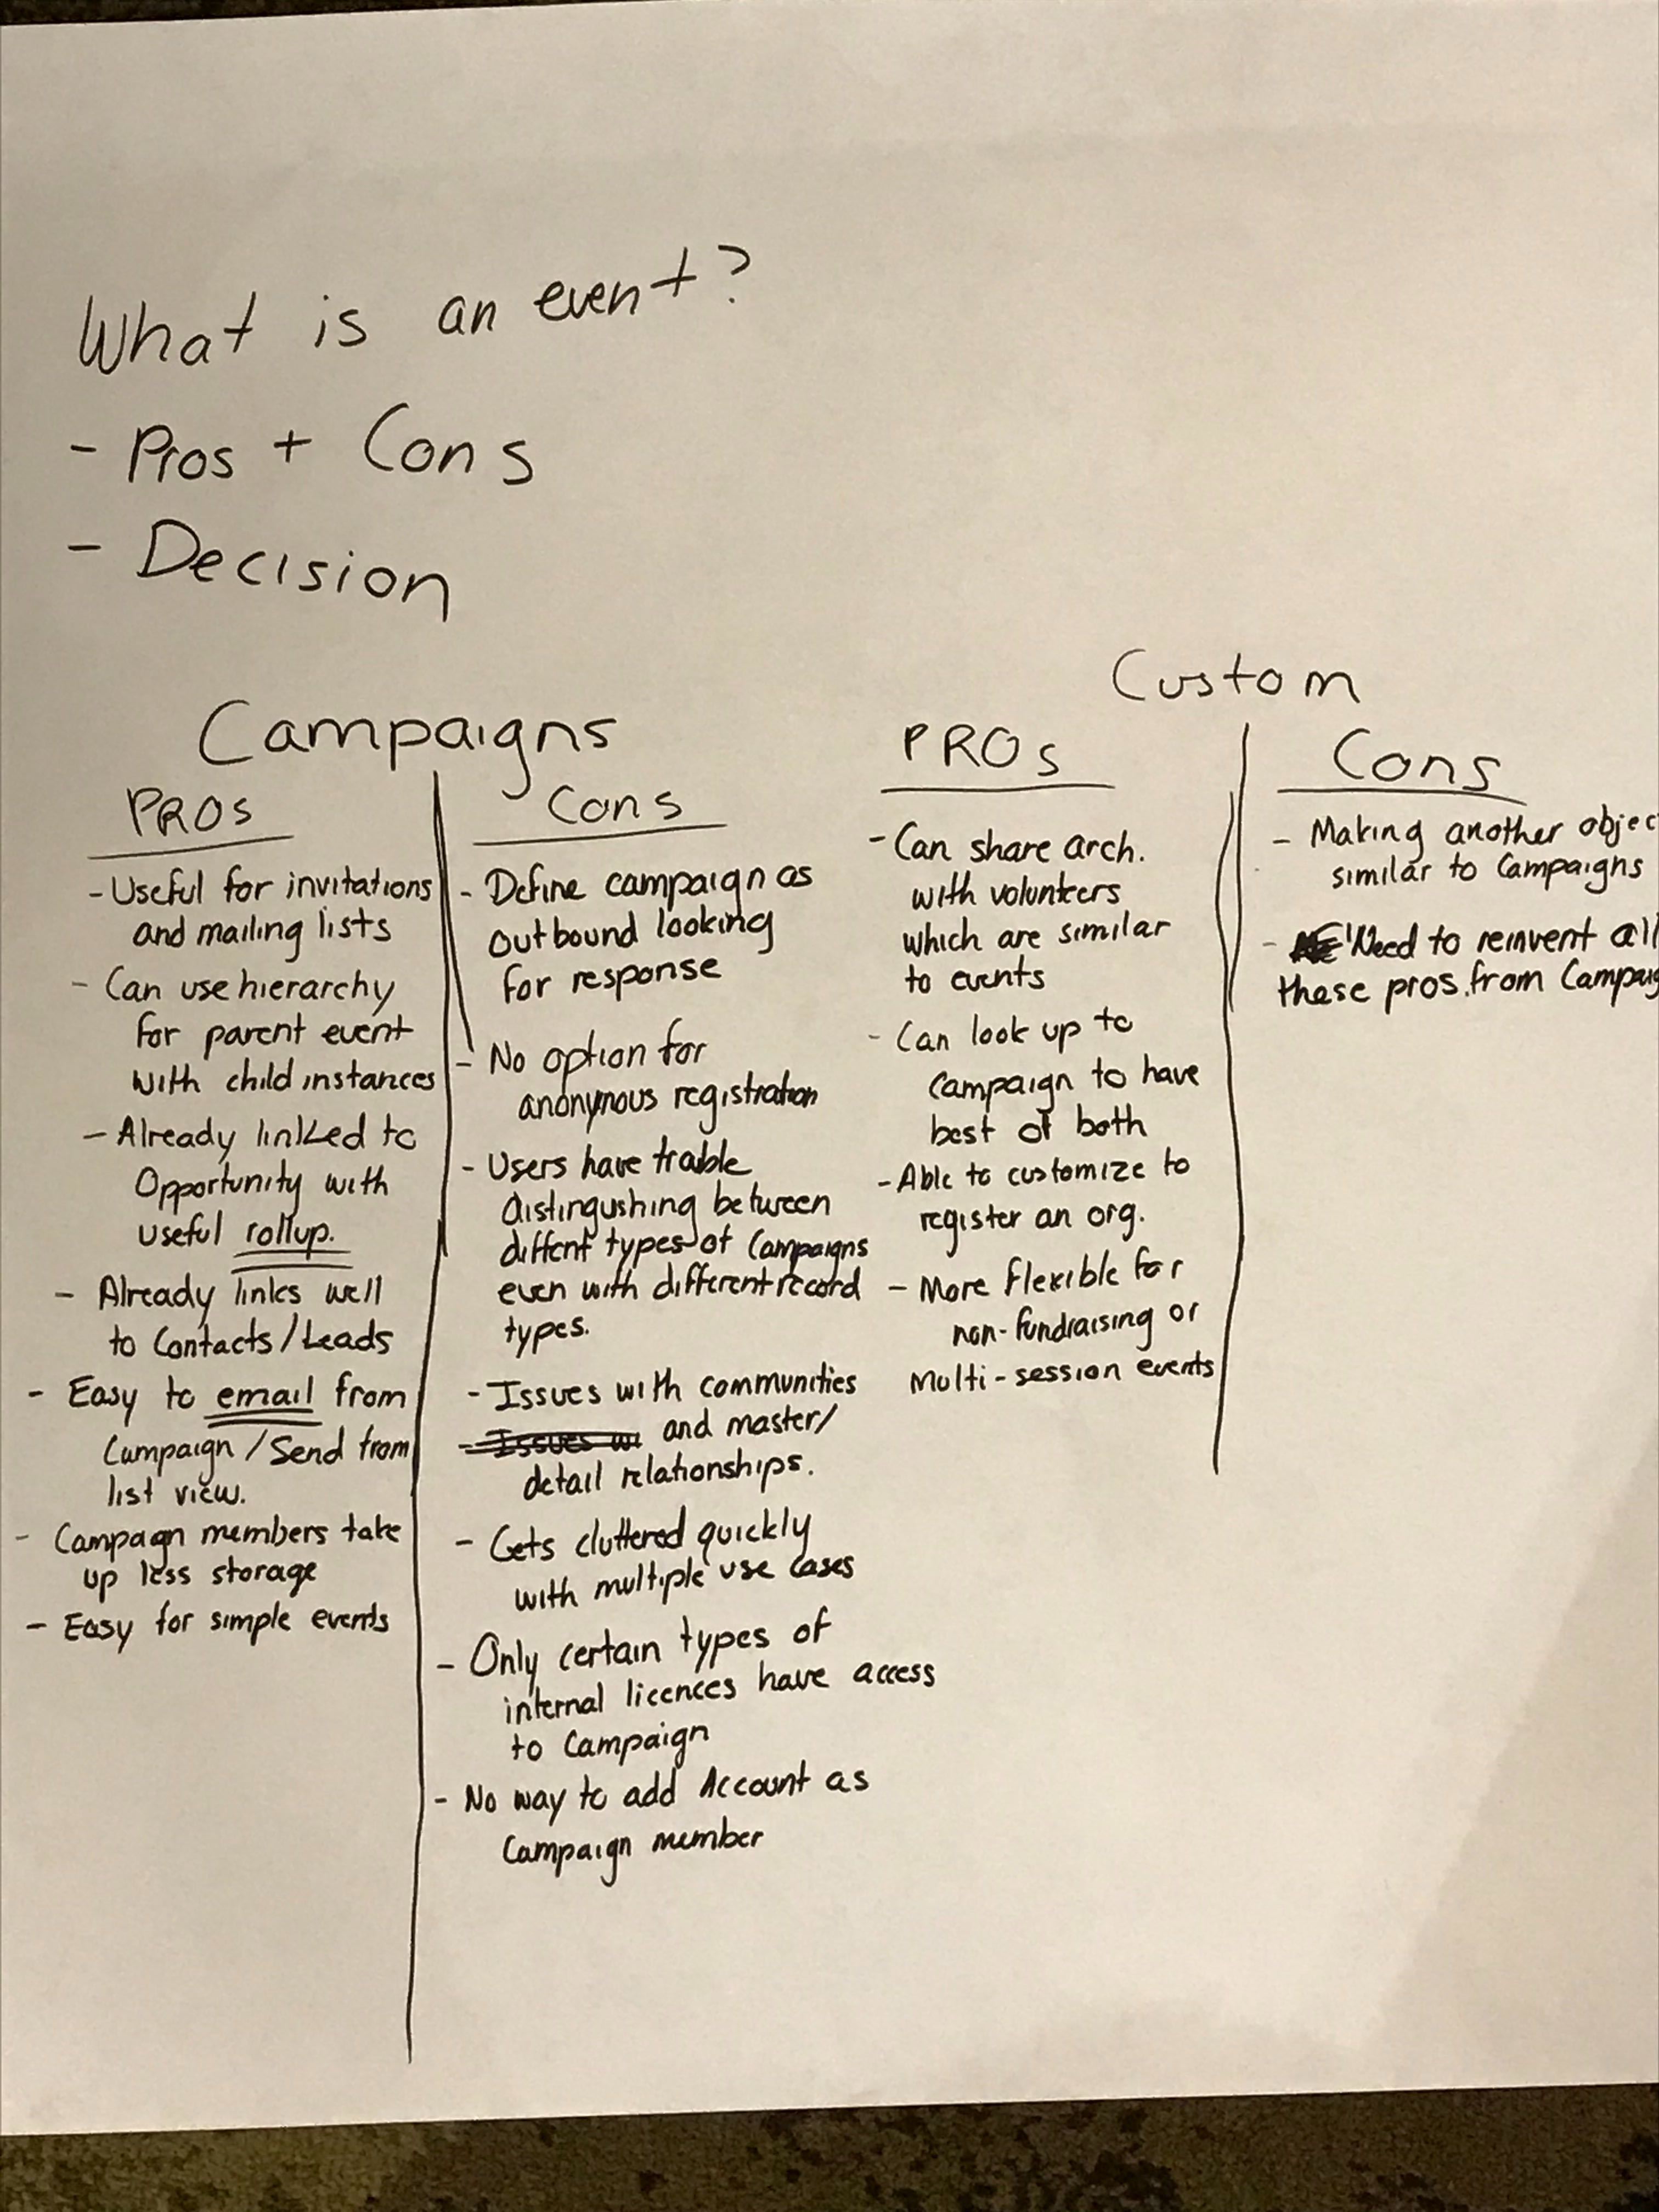 What is an event?
- Pros + Cons
- Decision
Campaigns
PROs
- Useful for invitations
and mailing lists
- Can use hierarchy
for parent event
with child instances
- Already linked to
Opportunity with
useful rollup.
- Already links well
to Contacts/Leads
- Easy to email from
Campaign/Send from
list view.
- Campaign members take
up less storage
- Easy for simple events
Cons
- Define campaign as
outbound looking
for response
- No option for
anonymous registration
- Users have trouble
distingushing between
diffent types of Campaigns
even with different record
types.
- Issues with communities
and master/
detail relationships.
- Gets cluttered quickly
with multiple use cases
- Only certain types of
internal licences have access
to Campaign
- No way to add Account as
Campaign member
Custom
PROs
- Can share arch.
with volunteers
which are similar
to events
- Can look up to
Campaign to have
best of both
- Able to customize to
register an org.
- More flexible for
non-fundraising or
Multi-session events
Cons
- Making another objec
similar to Campaigns
- Need to reinvent all
these pros from Campaig